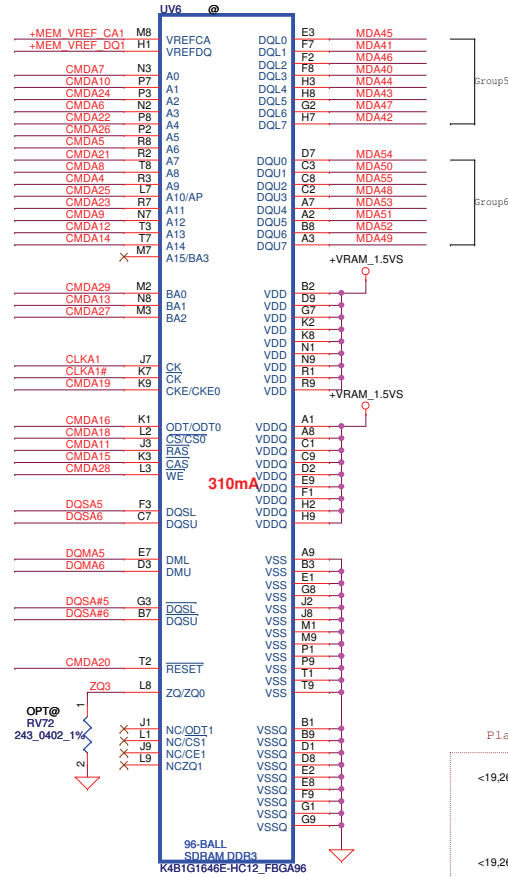 UV6 @
+MEM_VREF_CA1 M8 VREFCA
+MEM_VREF_DQ1 H1 VREFDQ
CMDA7 N3 A0
CMDA10 P7 A1
CMDA24 P3 A2
CMDA6 N2 A3
CMDA22 P8 A4
CMDA26 P2 A5
CMDA5 R8 A6
CMDA21 R2 A7
CMDA8 T8 A8
CMDA4 R3 A9
CMDA25 L7 A10/AP
CMDA23 R7 A11
CMDA9 N7 A12
CMDA12 T3 A13
CMDA14 T7 A14
M7 A15/BA3
CMDA29 M2 BA0
CMDA13 N8 BA1
CMDA27 M3 BA2
CLKA1 J7 CK
CLKA1# K7 CK
CMDA19 K9 CKE/CKE0
CMDA16 K1 ODT/ODT0
CMDA18 L2 CS/CS0
CMDA11 J3 RAS
CMDA15 K3 CAS
CMDA28 L3 WE
310mA
DQSA5 F3 DQSL
DQSA6 C7 DQSU
DQMA5 E7 DML
DQMA6 D3 DMU
DQSA#5 G3 DQSL
DQSA#6 B7 DQSU
CMDA20 T2 RESET
ZQ3 L8 ZQ/ZQ0
1
OPT@
RV72
243_0402_1%
2
J1 NC/ODT1
L1 NC/CS1
J9 NC/CE1
L9 NCZQ1
DQL0 E3 MDA45
DQL1 F7 MDA41
DQL2 F2 MDA46
DQL3 F8 MDA40
DQL4 H3 MDA44
DQL5 H8 MDA43
DQL6 G2 MDA47
DQL7 H7 MDA42
Group5
DQU0 D7 MDA54
DQU1 C3 MDA50
DQU2 C8 MDA55
DQU3 C2 MDA48
DQU4 A7 MDA53
DQU5 A2 MDA51
DQU6 B8 MDA52
DQU7 A3 MDA49
Group6
+VRAM_1.5VS
VDD B2
VDD D9
VDD G7
VDD K2
VDD K8
VDD N1
VDD N9
VDD R1
VDD R9
+VRAM_1.5VS
VDDQ A1
VDDQ A8
VDDQ C1
VDDQ C9
VDDQ D2
VDDQ E9
VDDQ F1
VDDQ H2
VDDQ H9
VSS A9
VSS B3
VSS E1
VSS G8
VSS J2
VSS J8
VSS M1
VSS M9
VSS P1
VSS P9
VSS T1
VSS T9
VSSQ B1
VSSQ B9
VSSQ D1
VSSQ D8
VSSQ E2
VSSQ E8
VSSQ F9
VSSQ G1
VSSQ G9
96-BALL
SDRAM DDR3
K4B1G1646E-HC12_FBGA96
Pla
<19,26
<19,26